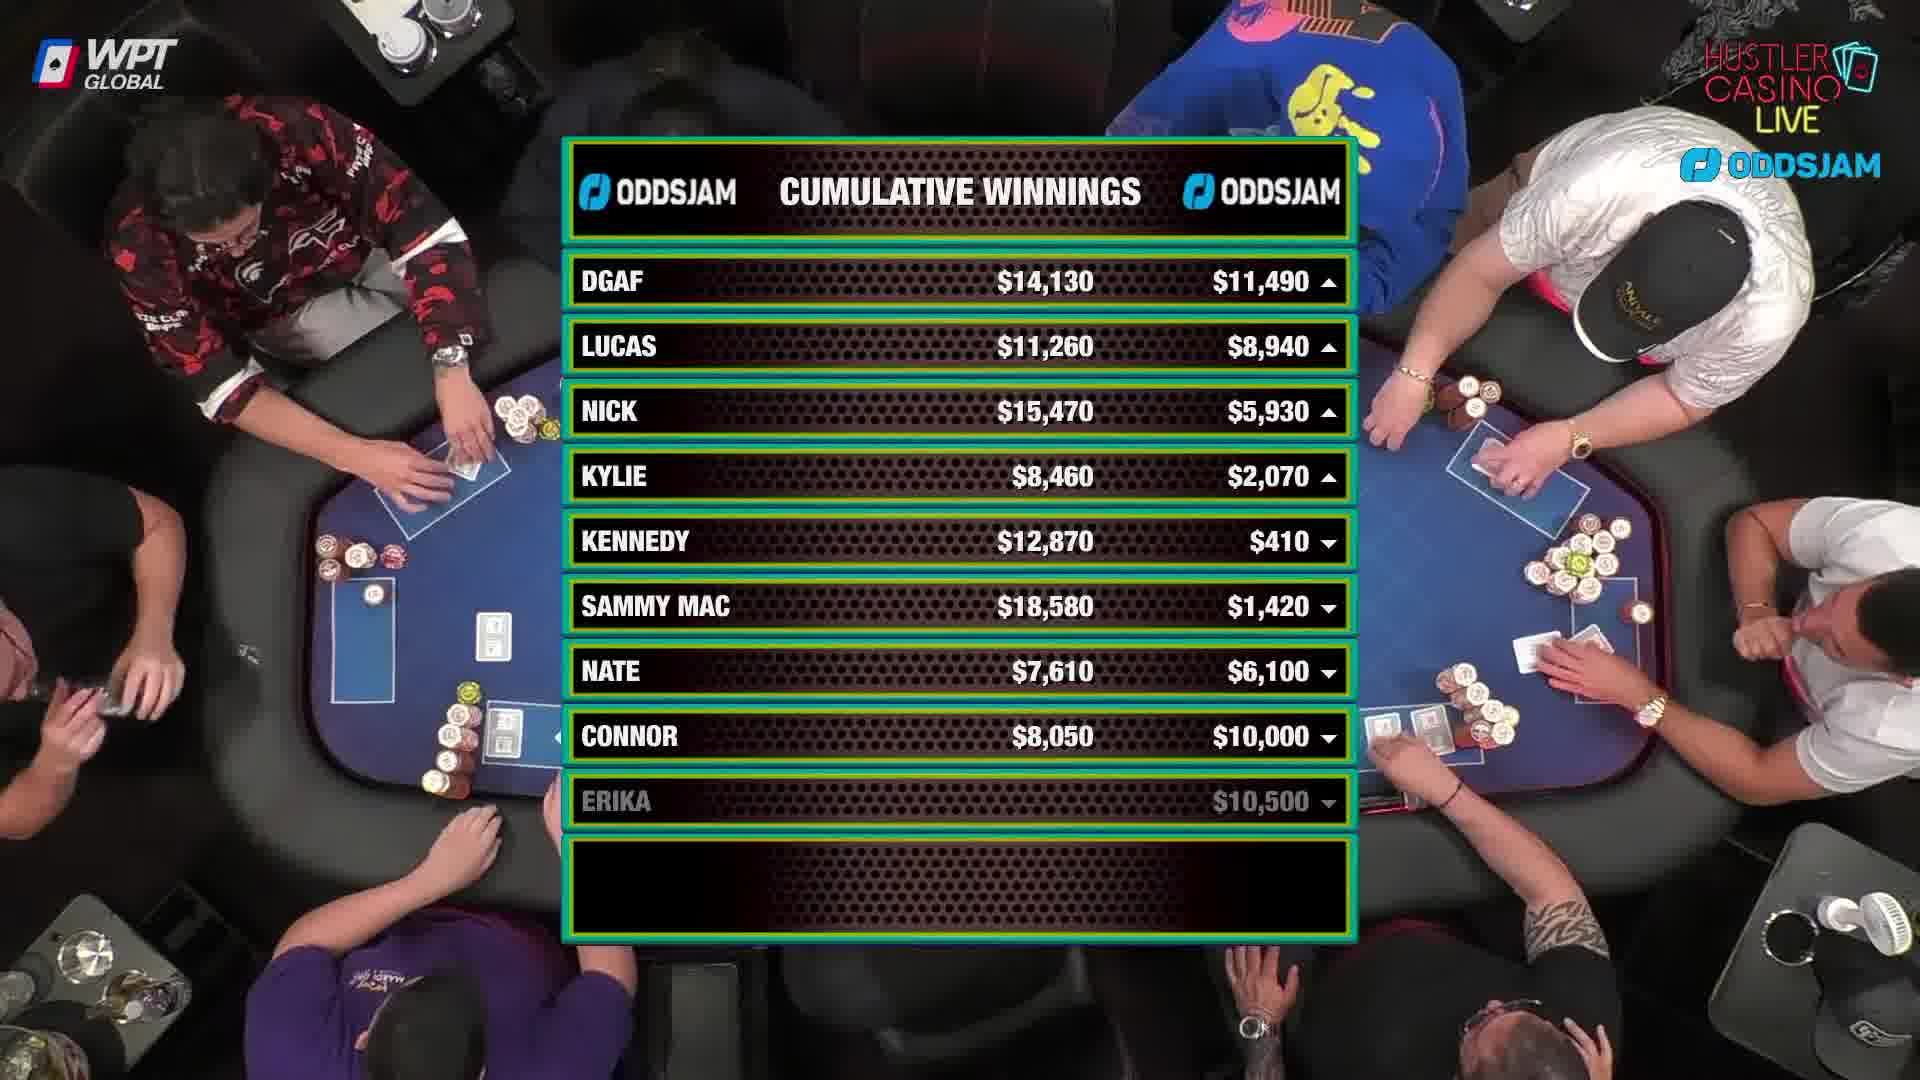 WPT
GLOBAL
HUSTLER
CASINO
LIVE
ODDSJAM
ODDSJAM CUMULATIVE WINNINGS ODDSJAM
DGAF $14,130 $11,490
LUCAS $11,260 $8,940
NICK $15,470 $5,930
KYLIE $8,460 $2,070
KENNEDY $12,870 $410
SAMMY MAC $18,580 $1,420
NATE $7,610 $6,100
CONNOR $8,050 $10,000
ERIKA $10,500